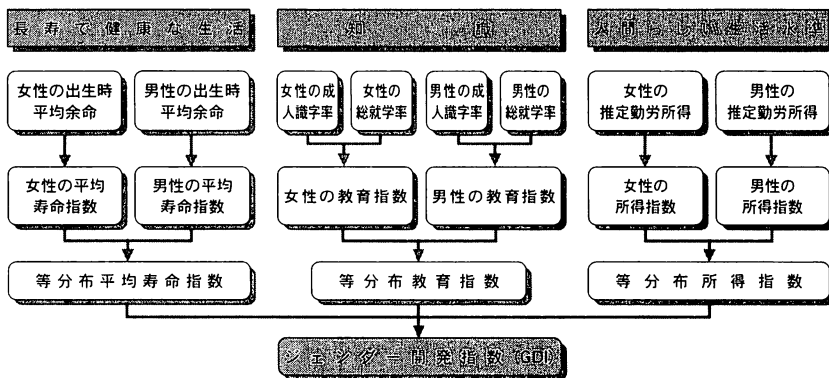 長寿で健康な生活
知識
人間らしい生活水準
女性の出生時
平均余命
男性の出生時
平均余命
女性の成
人識字率
女性の
総就学率
男性の成
人識字率
男性の
総就学率
女性の
推定勤労所得
男性の
推定勤労所得
女性の平均
寿命指数
男性の平均
寿命指数
女性の教育指数
男性の教育指数
女性の
所得指数
男性の
所得指数
等分布平均寿命指数
等分布教育指数
等分布所得指数
ジェンダー開発指数(GDI)